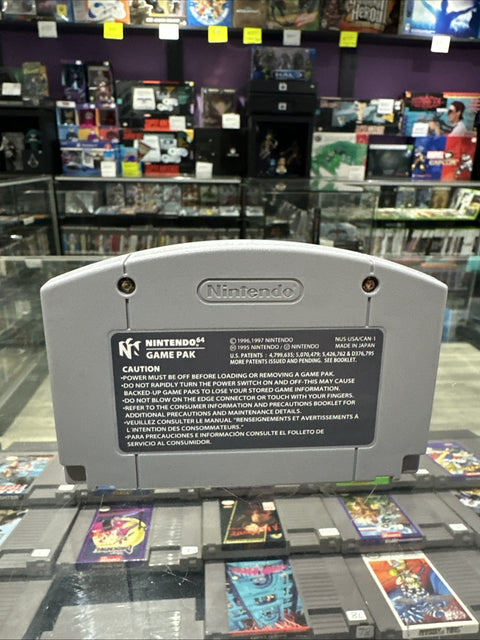 HALO
Nintendo
NINTENDO 64
GAME PAK
© 1996,1997 NINTENDO
Ⓜ 1995 NINTENDO / Ⓜ NINTENDO
NUS-USA/CAN-1
MADE IN JAPAN
U.S. PATENTS : 4,799,635; 5,070,479; 5,426,762 & D376,795
MORE PATENTS ISSUED AND PENDING. SEE BOOKLET.
CAUTION
•POWER MUST BE OFF BEFORE LOADING OR REMOVING A GAME PAK.
•DO NOT RAPIDLY TURN THE POWER SWITCH ON AND OFF-THIS MAY CAUSE
BACKED-UP GAME PAKS TO LOSE YOUR STORED GAME INFORMATION.
•DO NOT BLOW ON THE EDGE CONNECTOR OR TOUCH WITH YOUR FINGERS.
•REFER TO THE CONSUMER INFORMATION AND PRECAUTIONS BOOKLET FOR
ADDITIONAL PRECAUTIONS AND MAINTENANCE DETAILS.
•VEUILLEZ CONSULTER LE MANUAL "RENSEIGNEMENTS ET AVERTISSEMENTS À
L'INTENTION DES CONSOMMATEURS."
•PARA PRECAUCIONES E INFORMACIÓN CONSULTE EL FOLLETO DE
SERVICIO AL CONSUMIDOR.